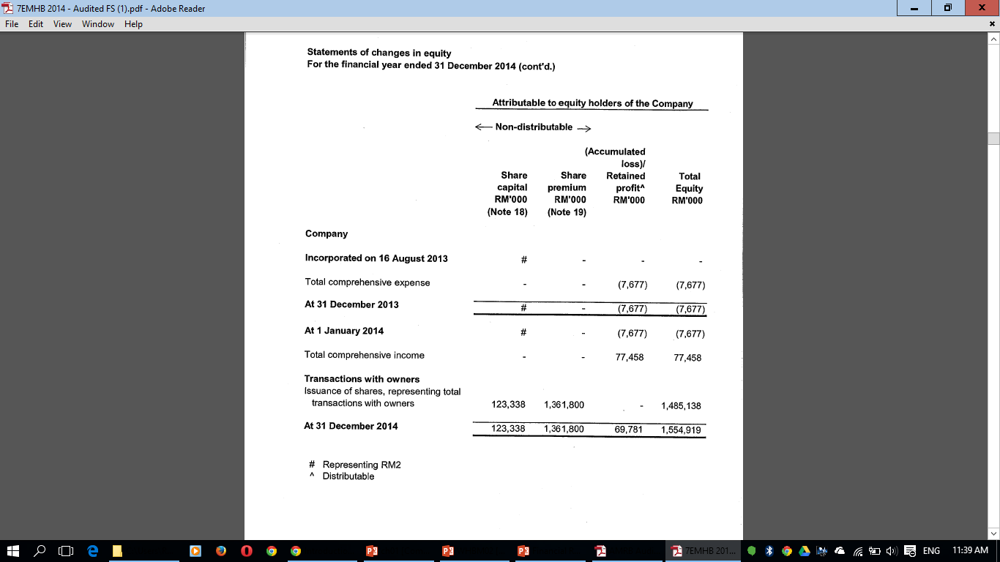 7EMHB 2014 - Audited FS (1).pdf - Adobe Reader
File Edit View Window Help
Statements of changes in equity
For the financial year ended 31 December 2014 (cont'd.)
Attributable to equity holders of the Company
← Non-distributable →
(Accumulated
loss)/
Share Share Retained Total
capital premium profit^ Equity
RM'000 RM'000 RM'000 RM'000
(Note 18) (Note 19)
Company
Incorporated on 16 August 2013 # - - -
Total comprehensive expense - - (7,677) (7,677)
At 31 December 2013 # - (7,677) (7,677)
At 1 January 2014 # - (7,677) (7,677)
Total comprehensive income - - 77,458 77,458
Transactions with owners
Issuance of shares, representing total
transactions with owners 123,338 1,361,800 - 1,485,138
At 31 December 2014 123,338 1,361,800 69,781 1,554,919
# Representing RM2
^ Distributable
7EMHB 201... ENG 11:39 AM